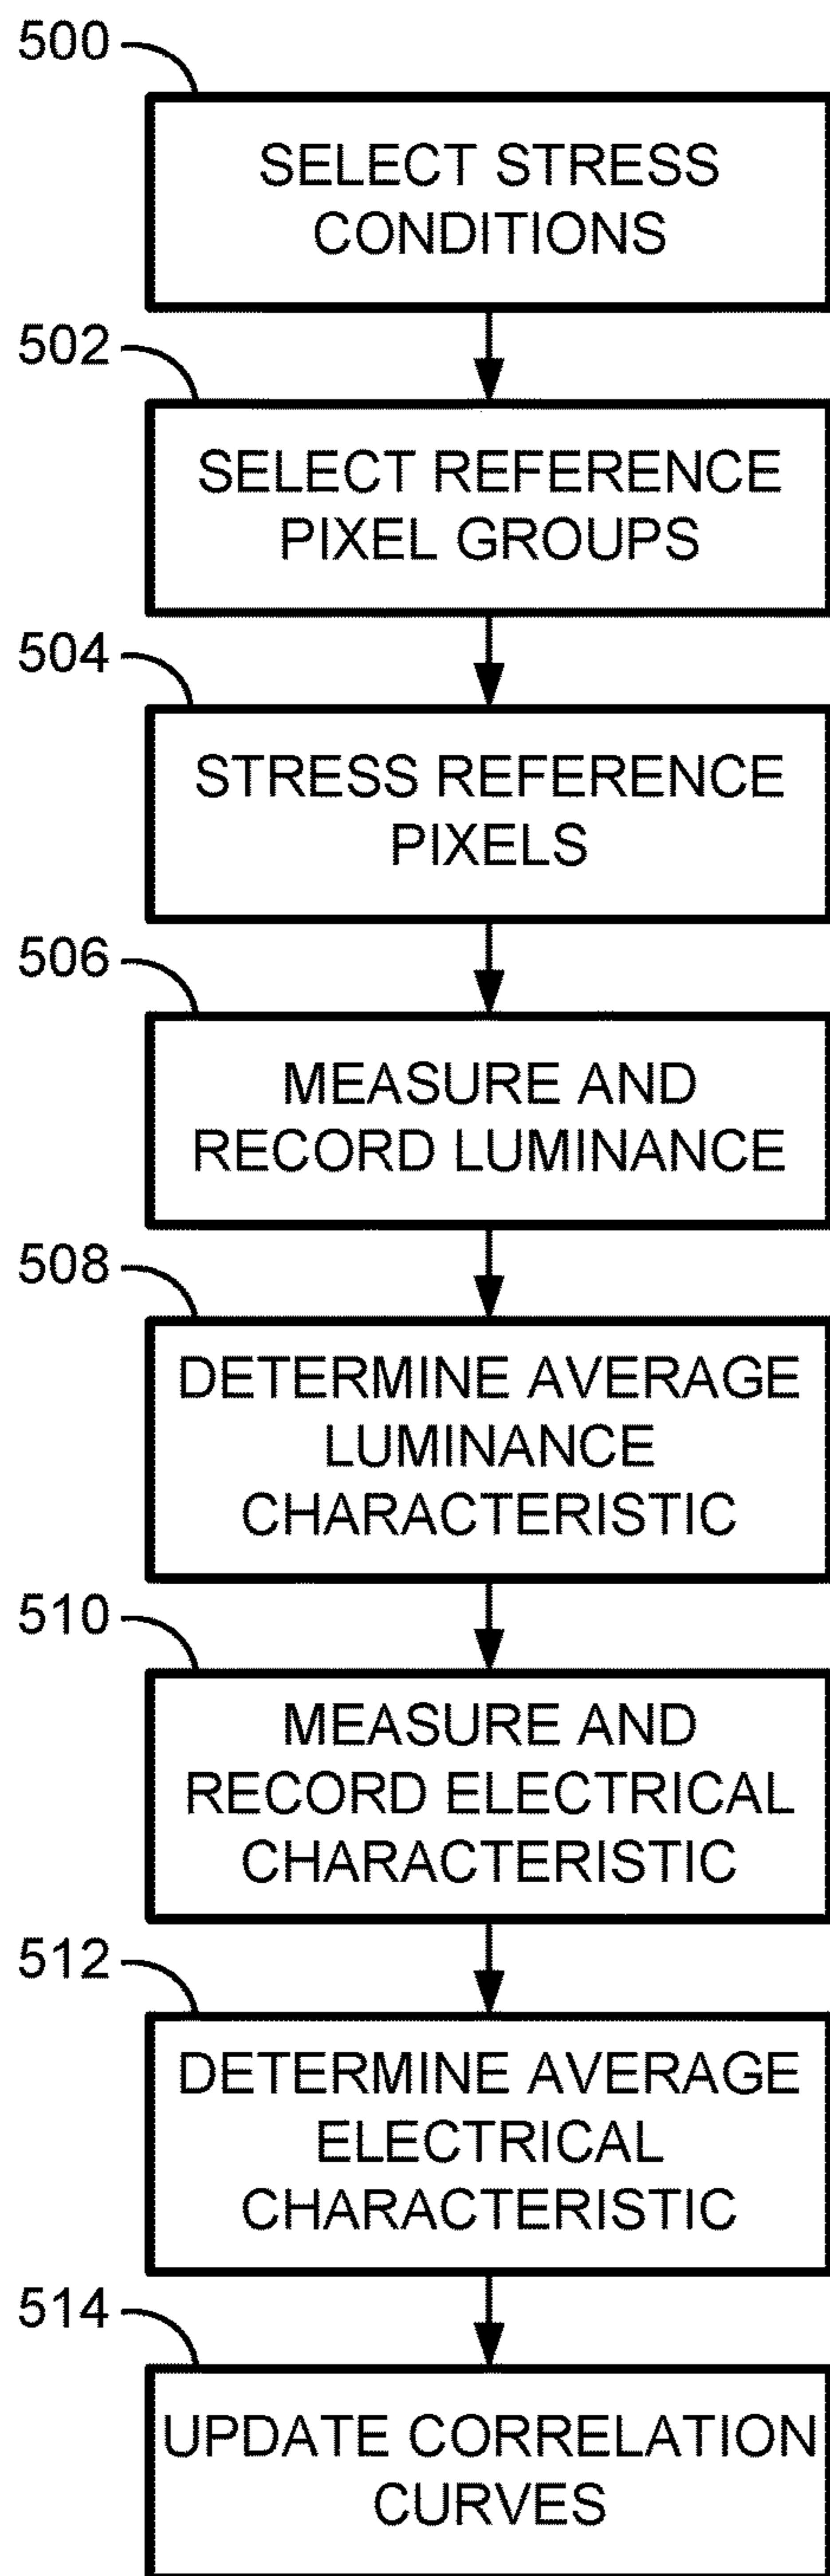 500
SELECT STRESS
CONDITIONS
502
SELECT REFERENCE
PIXEL GROUPS
504
STRESS REFERENCE
PIXELS
506
MEASURE AND
RECORD LUMINANCE
508
DETERMINE AVERAGE
LUMINANCE
CHARACTERISTIC
510
MEASURE AND
RECORD ELECTRICAL
CHARACTERISTIC
512
DETERMINE AVERAGE
ELECTRICAL
CHARACTERISTIC
514
UPDATE CORRELATION
CURVES